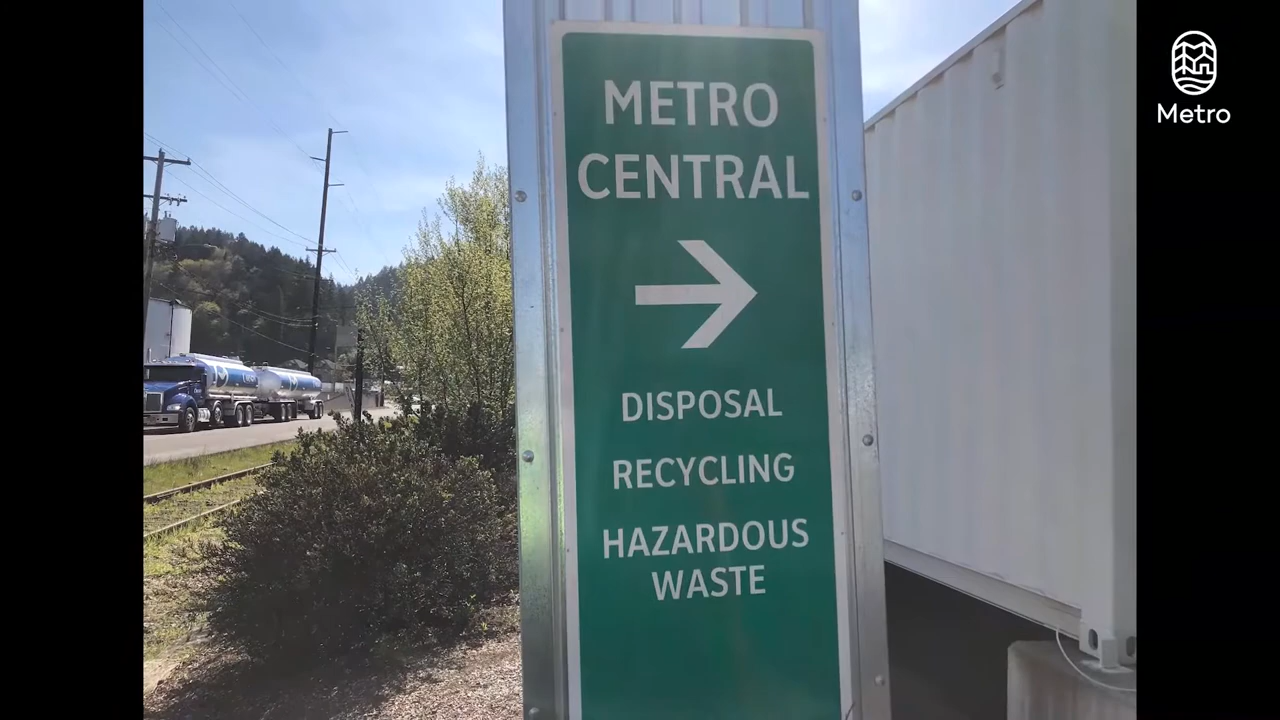 METRO
CENTRAL
DISPOSAL
RECYCLING
HAZARDOUS
WASTE
Metro